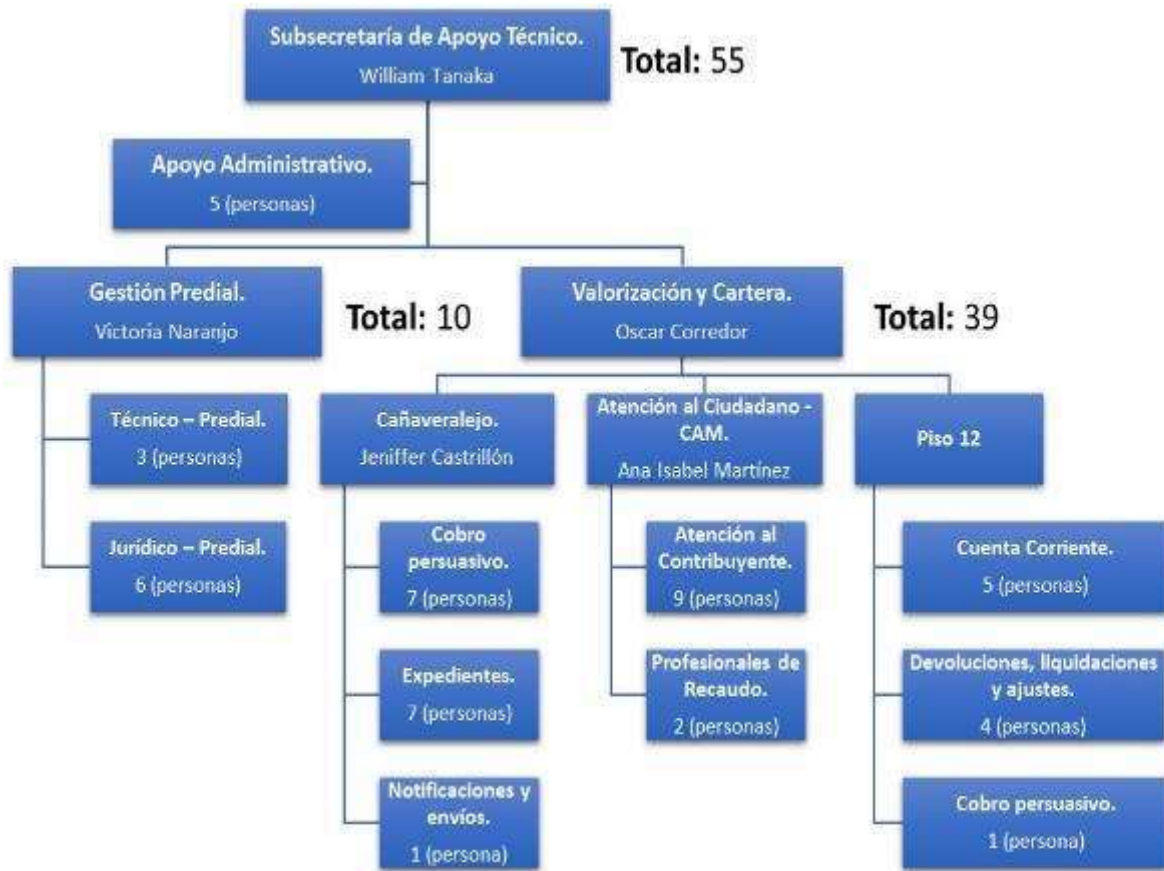 Subsecretaría de Apoyo Técnico.
William Tanaka
Total: 55
Apoyo Administrativo.
5 (personas)
Gestión Predial.
Victoria Naranjo
Total: 10
Valorización y Cartera.
Oscar Corredor
Total: 39
Técnico – Predial.
3 (personas)
Jurídico – Predial.
6 (personas)
Cañaveralejo.
Jeniffer Castrillón
Cobro
persuasivo.
7 (personas)
Expedientes.
7 (personas)
Notificaciones y
envíos.
1 (persona)
Atención al Ciudadano -
CAM.
Ana Isabel Martínez
Atención al
Contribuyente.
9 (personas)
Profesionales de
Recaudo.
2 (personas)
Piso 12
Cuenta Corriente.
5 (personas)
Devoluciones, liquidaciones
y ajustes.
4 (personas)
Cobro persuasivo.
1 (persona)